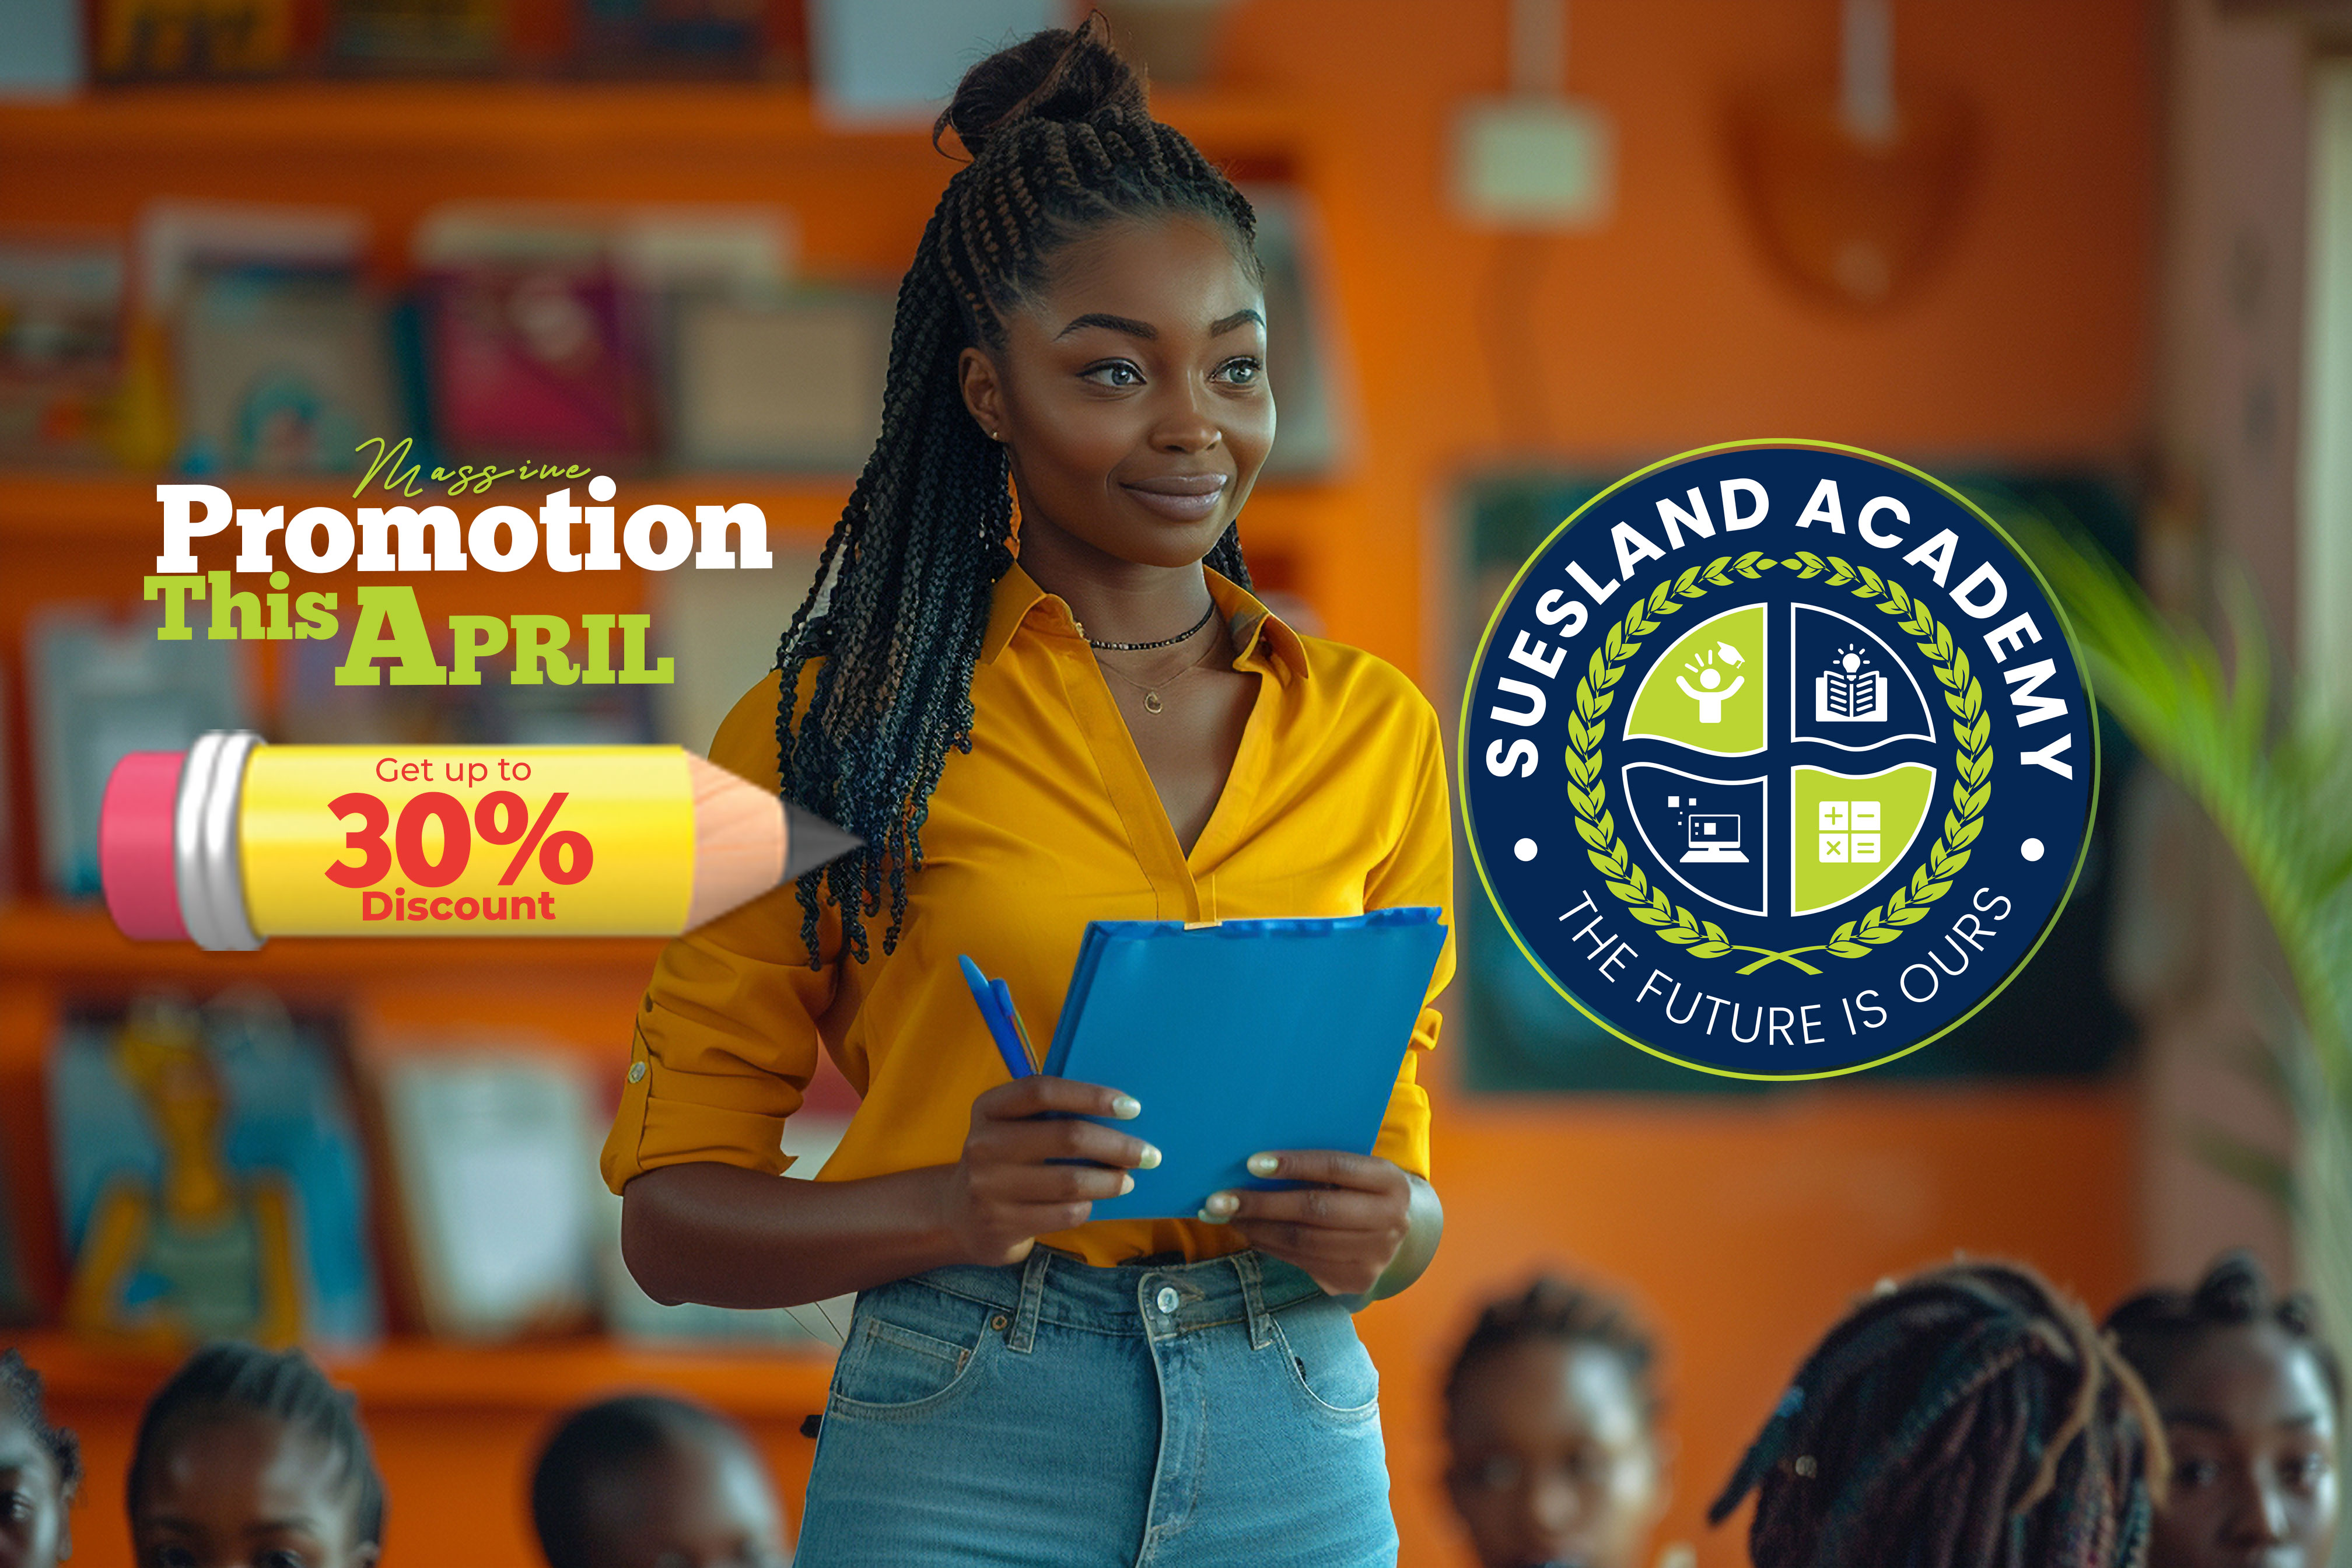 Massive
Promotion
This APRIL
Get up to
30%
Discount
SUESLAND ACADEMY
THE FUTURE IS OURS